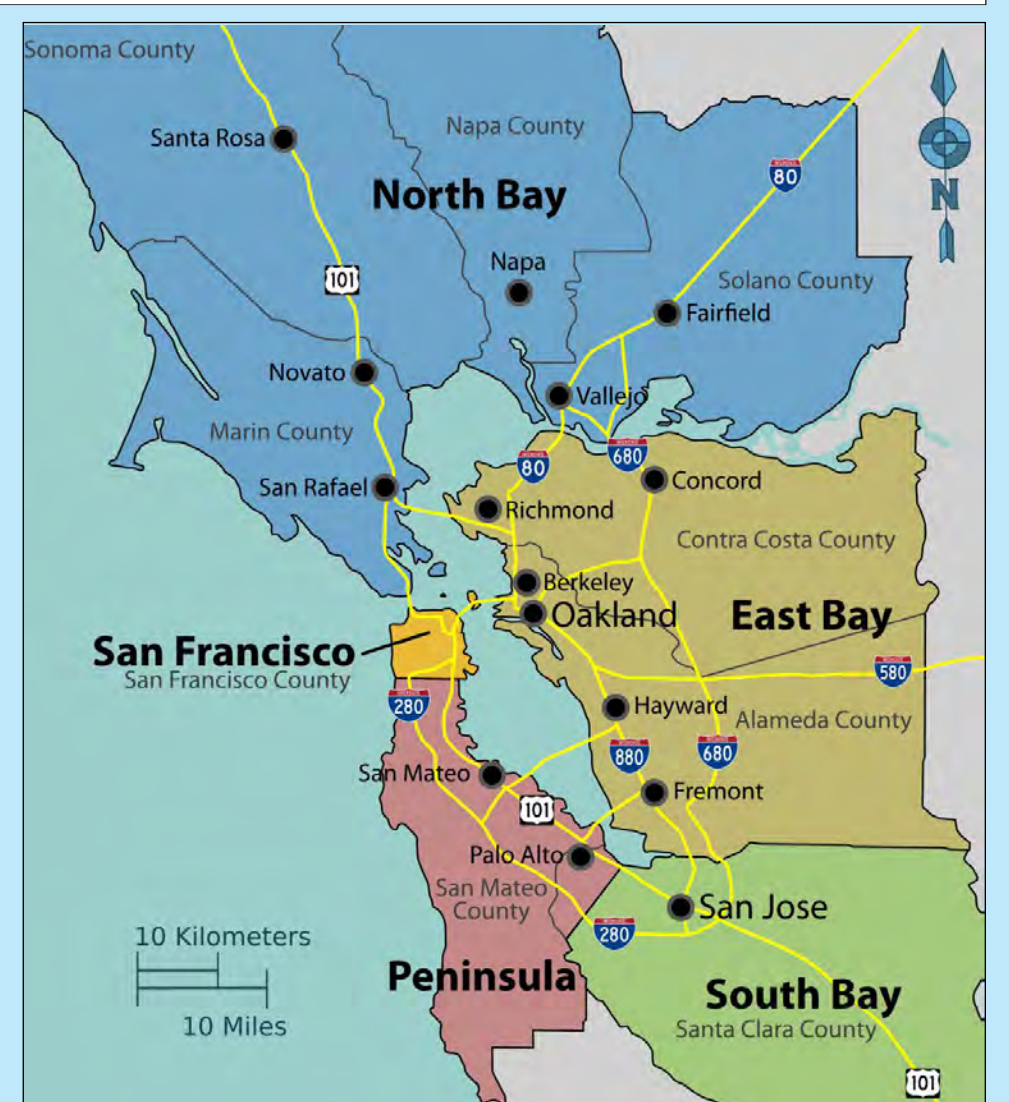 Sonoma County
Napa County
Santa Rosa
80
North Bay
N
101
Napa
Solano County
Fairfield
Novato
Vallejo
Marin County
80
680
San Rafael
Concord
Richmond
Contra Costa County
Berkeley
Oakland
East Bay
San Francisco
San Francisco County
580
280
Hayward
Alameda County
880
680
San Mateo
Fremont
101
Palo Alto
San Mateo
County
San Jose
280
10 Kilometers
Peninsula
South Bay
10 Miles
Santa Clara County
101